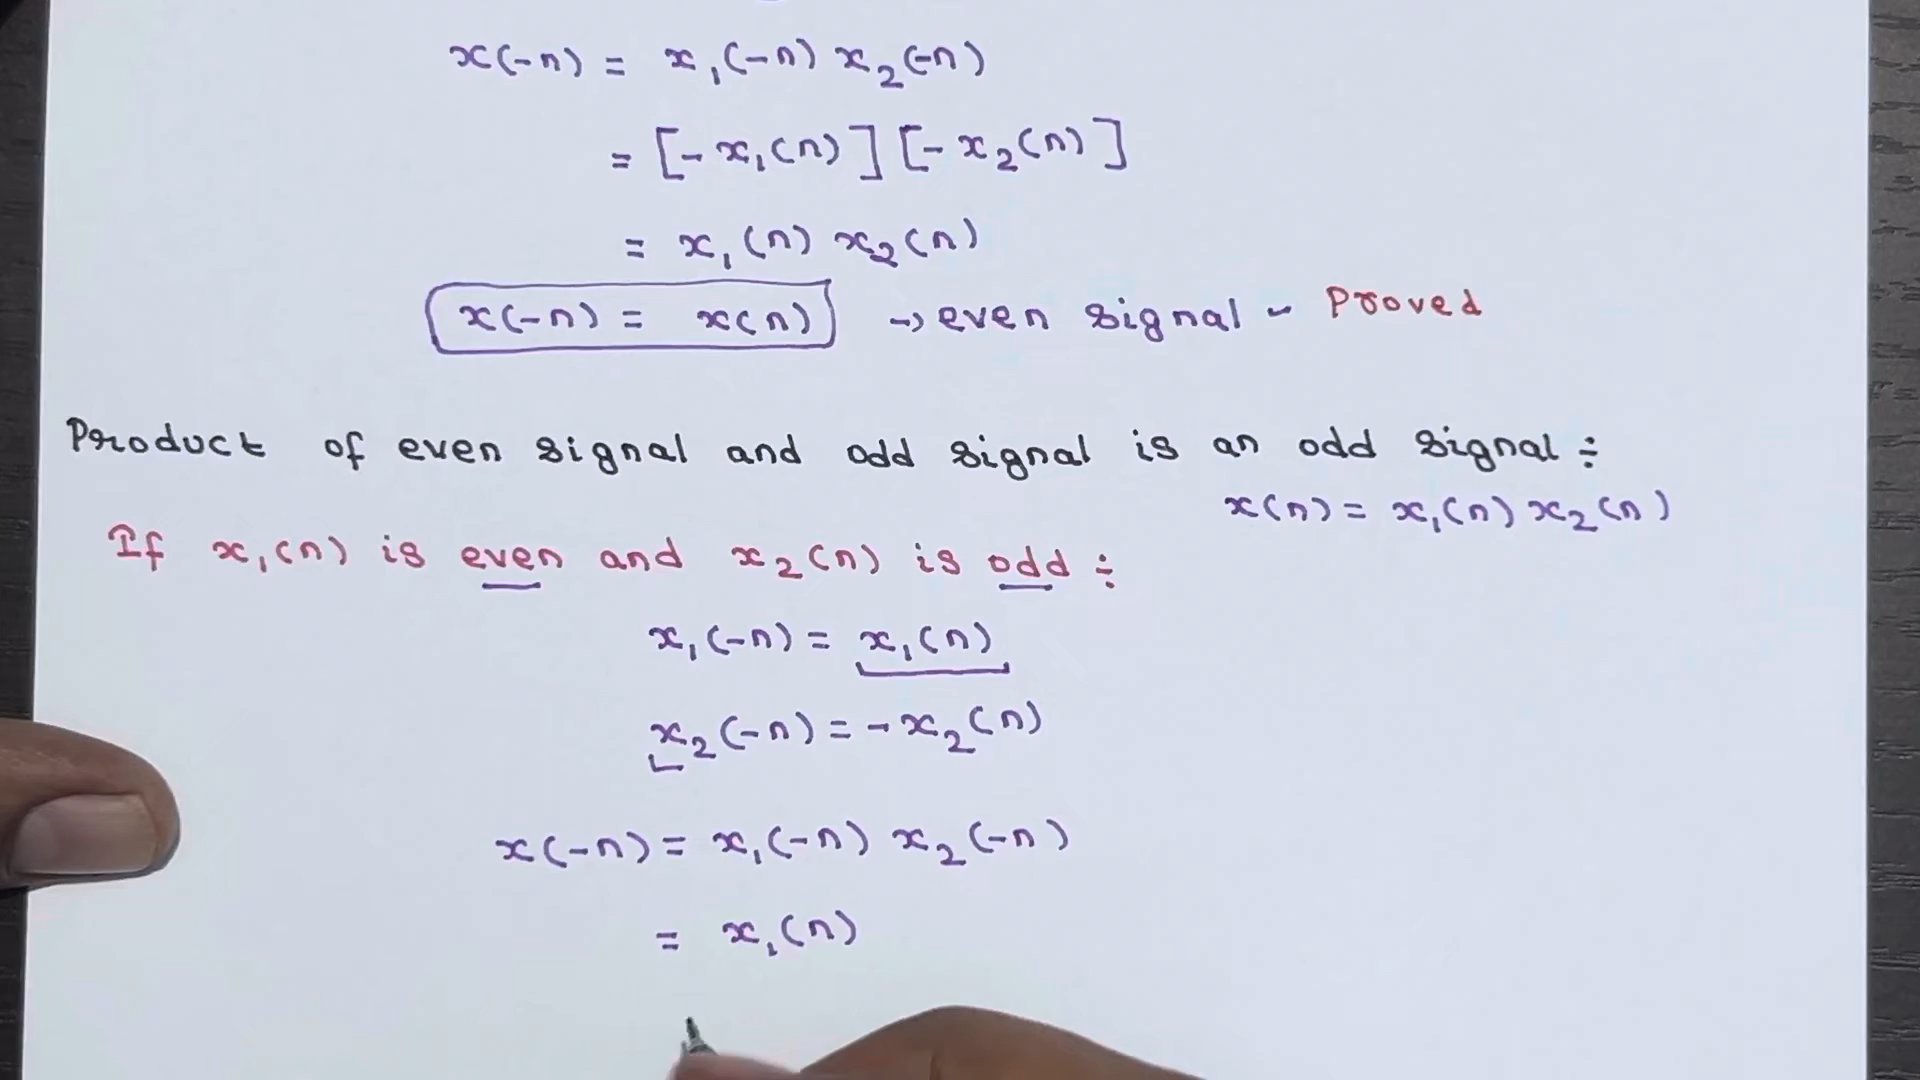 x(-n) = x₁(-n) x₂(-n)
= [-x₁(n)] [-x₂(n)]
= x₁(n) x₂(n)
x(-n) = x(n) → even signal - Proved
Product of even signal and odd signal is an odd signal ÷
x(n) = x₁(n) x₂(n)
If x₁(n) is even and x₂(n) is odd ÷
x₁(-n) = x₁(n)
x₂(-n) = -x₂(n)
x(-n) = x₁(-n) x₂(-n)
= x₁(n)